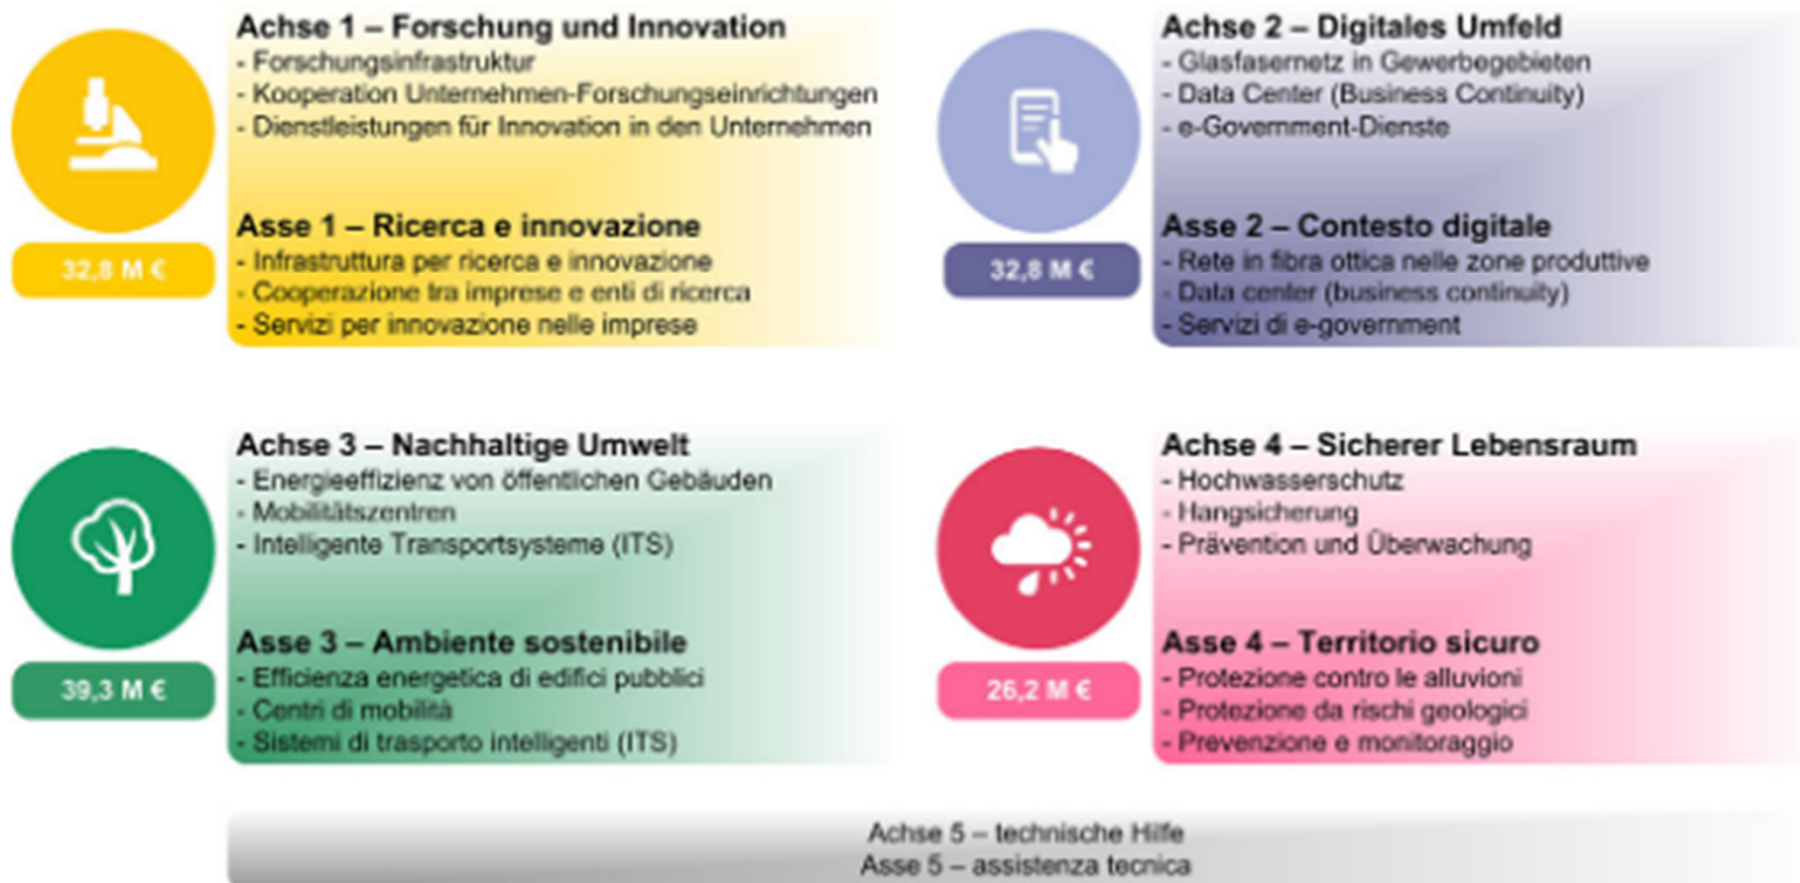 Achse 1 – Forschung und Innovation
- Forschungsinfrastruktur
- Kooperation Unternehmen-Forschungseinrichtungen
- Dienstleistungen für Innovation in den Unternehmen
Asse 1 – Ricerca e innovazione
- Infrastruttura per ricerca e innovazione
- Cooperazione tra imprese e enti di ricerca
- Servizi per innovazione nelle imprese
32,8 M €
Achse 2 – Digitales Umfeld
- Glasfasernetz in Gewerbegebieten
- Data Center (Business Continuity)
- e-Government-Dienste
Asse 2 – Contesto digitale
- Rete in fibra ottica nelle zone produttive
- Data center (business continuity)
- Servizi di e-government
32,8 M €
Achse 3 – Nachhaltige Umwelt
- Energieeffizienz von öffentlichen Gebäuden
- Mobilitätszentren
- Intelligente Transportsysteme (ITS)
Asse 3 – Ambiente sostenibile
- Efficienza energetica di edifici pubblici
- Centri di mobilità
- Sistemi di trasporto intelligenti (ITS)
39,3 M €
Achse 4 – Sicherer Lebensraum
- Hochwasserschutz
- Hangsicherung
- Prävention und Überwachung
Asse 4 – Territorio sicuro
- Protezione contro le alluvioni
- Protezione da rischi geologici
- Prevenzione e monitoraggio
26,2 M €
Achse 5 – technische Hilfe
Asse 5 – assistenza tecnica